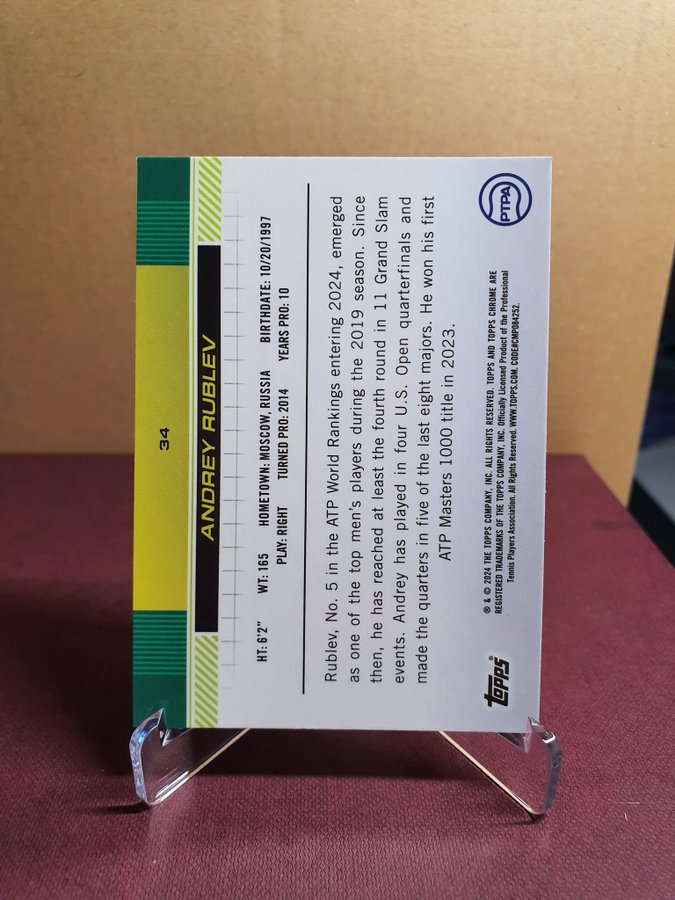 34
ANDREY RUBLEV
HT: 6'2" WT: 165 HOMETOWN: MOSCOW, RUSSIA BIRTHDATE: 10/20/1997
PLAY: RIGHT TURNED PRO: 2014 YEARS PRO: 10
Rublev, No. 5 in the ATP World Rankings entering 2024, emerged
as one of the top men's players during the 2019 season. Since
then, he has reached at least the fourth round in 11 Grand Slam
events. Andrey has played in four U.S. Open quarterfinals and
made the quarters in five of the last eight majors. He won his first
ATP Masters 1000 title in 2023.
topps®
® & © 2024 THE TOPPS COMPANY, INC. ALL RIGHTS RESERVED. TOPPS AND TOPPS CHROME ARE
REGISTERED TRADEMARKS OF THE TOPPS COMPANY, INC. Officially Licensed Product of the Professional
Tennis Players Association. All Rights Reserved. WWW.TOPPS.COM. CODE#CMP084252.
PTPA